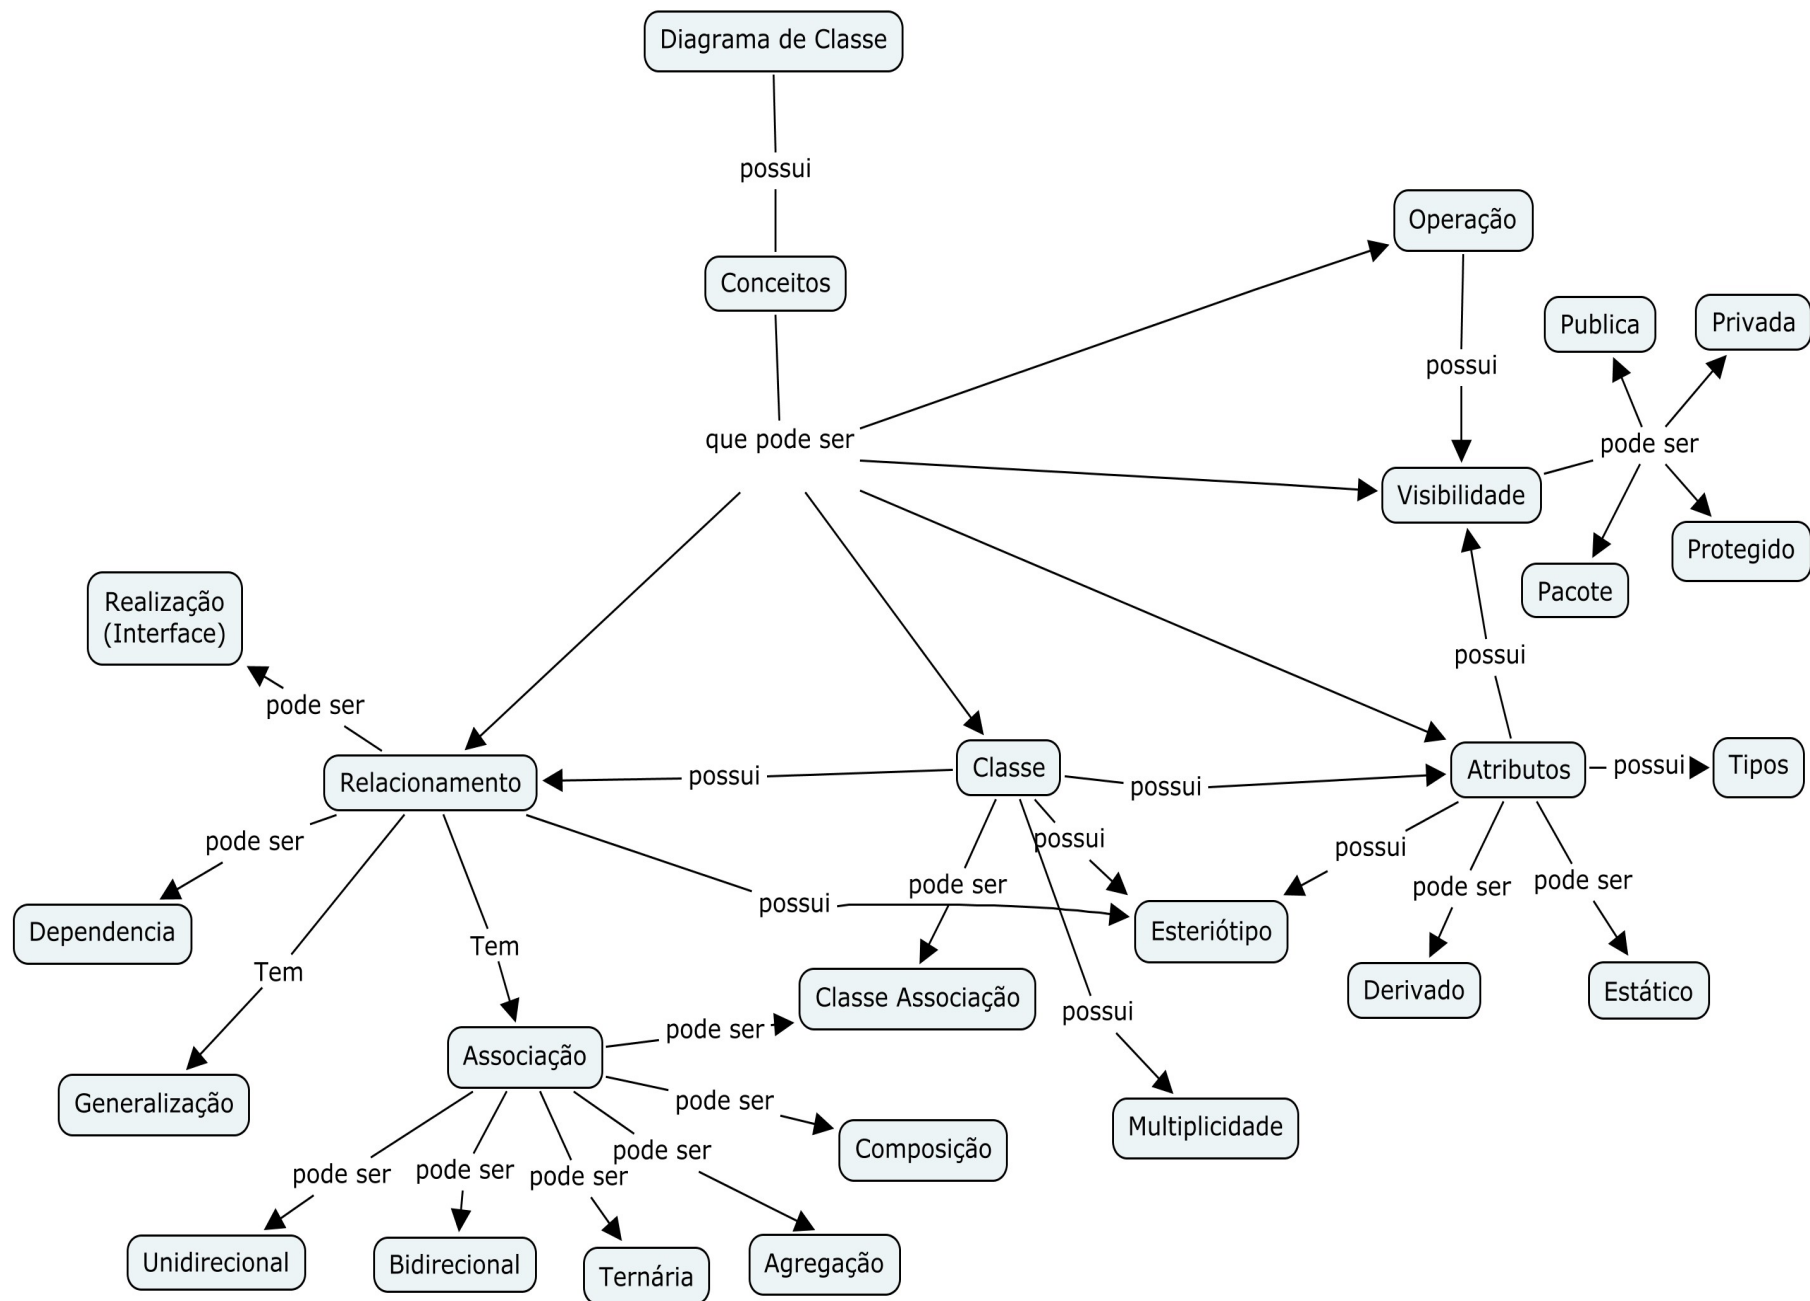 Diagrama de Classe
possui
Conceitos
que pode ser
Operação
possui
Publica
Privada
pode ser
Visibilidade
Protegido
Pacote
possui
Realização
(Interface)
pode ser
Relacionamento
possui
Classe
possui
Atributos
possui
Tipos
pode ser
possui
possui
pode ser
pode ser
pode ser
possui
Dependencia
Tem
Tem
Esteriótipo
Derivado
Estático
Classe Associação
possui
pode ser
Associação
Generalização
pode ser
Composição
Multiplicidade
pode ser
pode ser
pode ser
pode ser
Unidirecional
Bidirecional
Ternária
Agregação